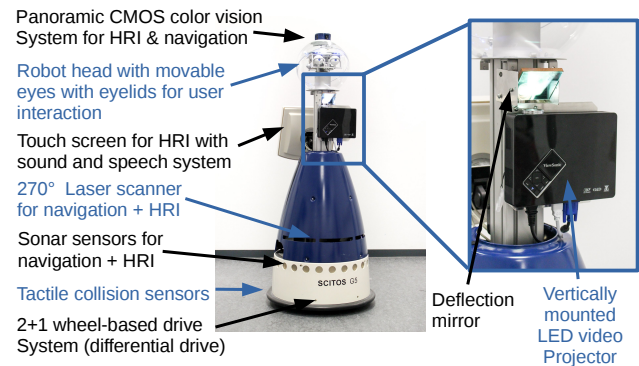 Panoramic CMOS color vision
System for HRI & navigation
Robot head with movable
eyes with eyelids for user
interaction
Touch screen for HRI with
sound and speech system
270° Laser scanner
for navigation + HRI
Sonar sensors for
navigation + HRI
Tactile collision sensors
2+1 wheel-based drive
System (differential drive)
SCITOS G5
ViewSonic
Deflection
mirror
Vertically
mounted
LED video
Projector